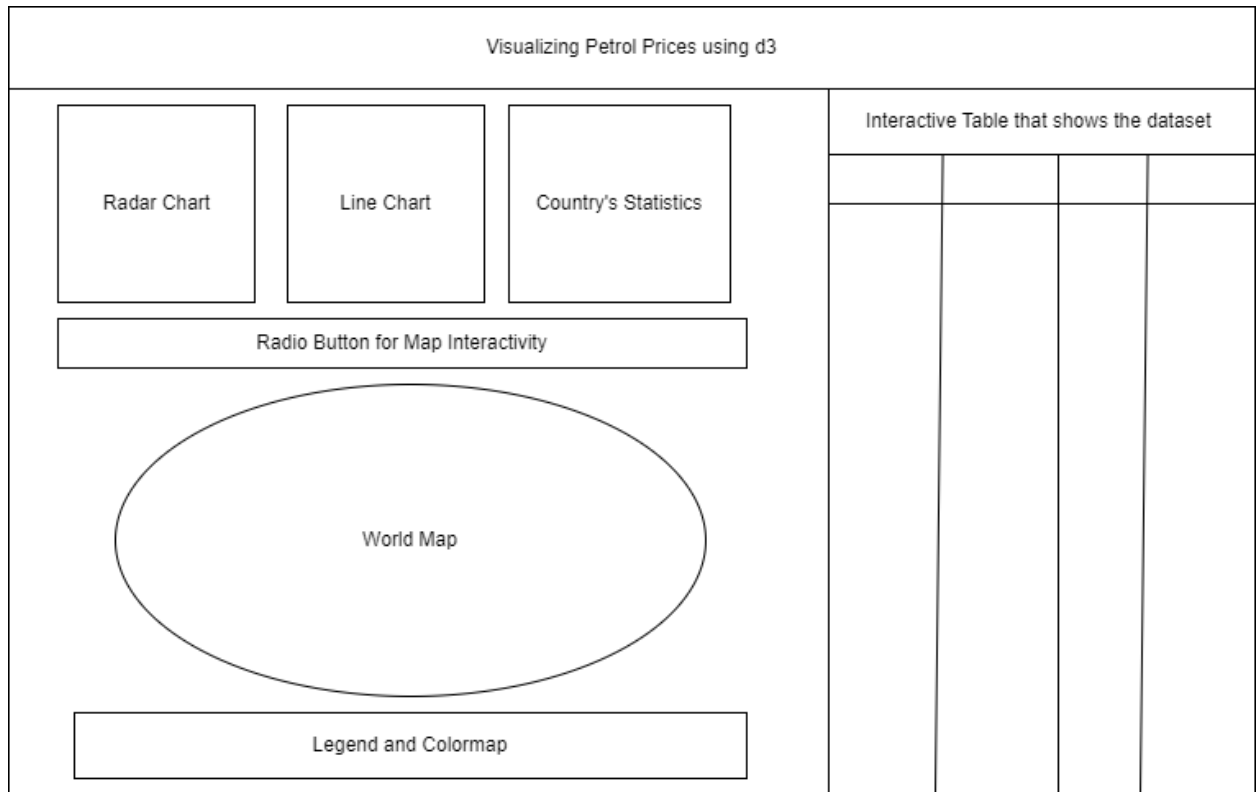 Visualizing Petrol Prices using d3
Radar Chart
Line Chart
Country's Statistics
Interactive Table that shows the dataset
Radio Button for Map Interactivity
World Map
Legend and Colormap